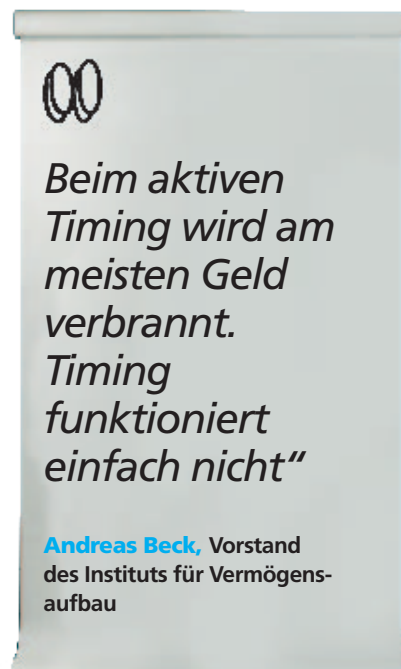 Beim aktiven
Timing wird am
meisten Geld
verbrannt.
Timing
funktioniert
einfach nicht“
Andreas Beck, Vorstand
des Instituts für Vermögens-
aufbau